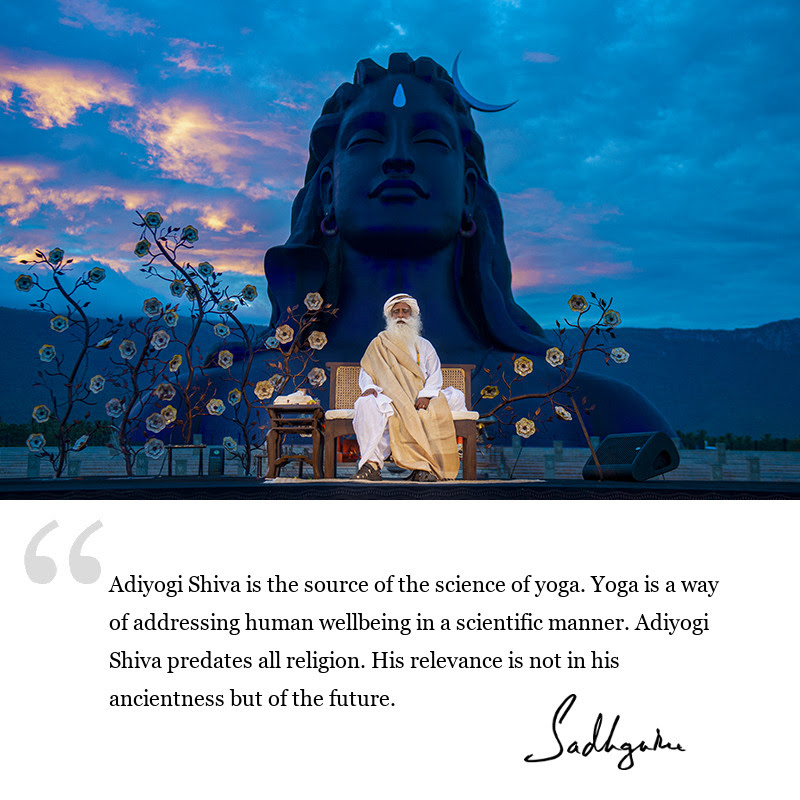 “
Adiyogi Shiva is the source of the science of yoga. Yoga is a way
of addressing human wellbeing in a scientific manner. Adiyogi
Shiva predates all religion. His relevance is not in his
ancientness but of the future.
Sadhguru